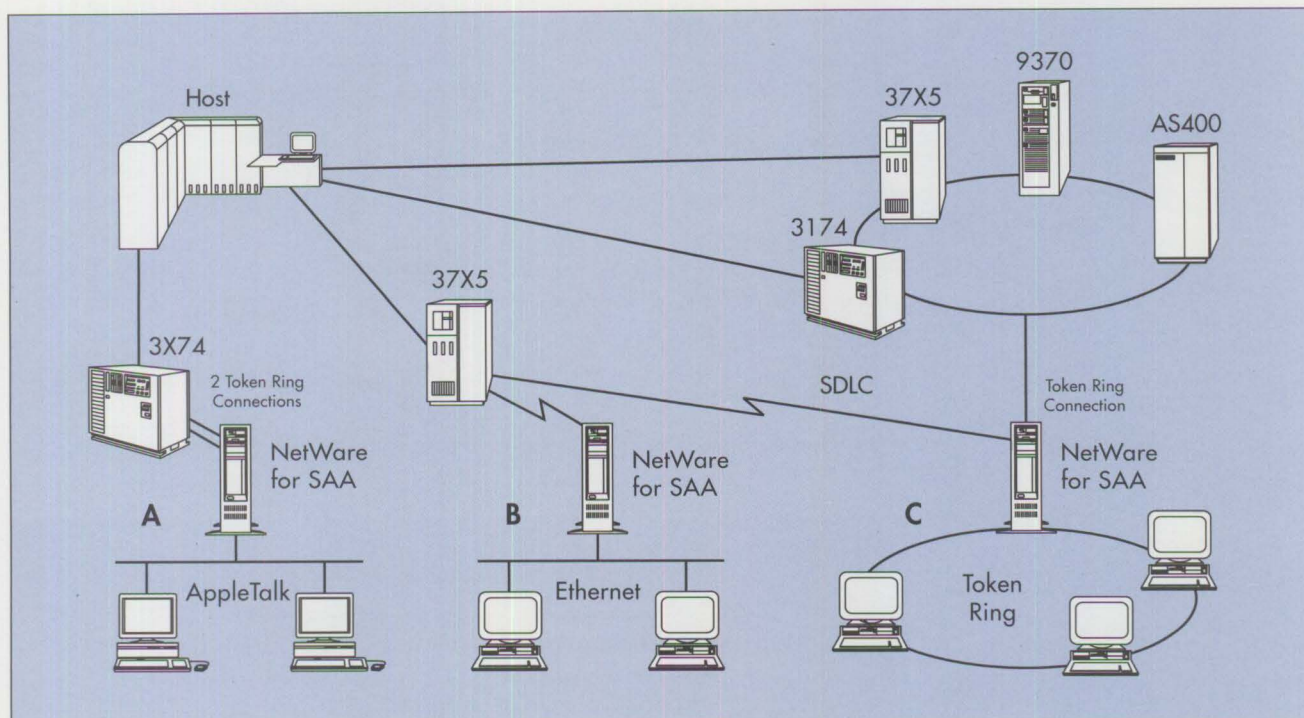 9370
37X5
Host
AS400
3174
37X5
3X74
2 Token Ring
Connections
SDLC
Token Ring
Connection
NetWare
for SAA
NetWare
for SAA
NetWare
for SAA
A
B
C
AppleTalk
Ethernet
Token
Ring